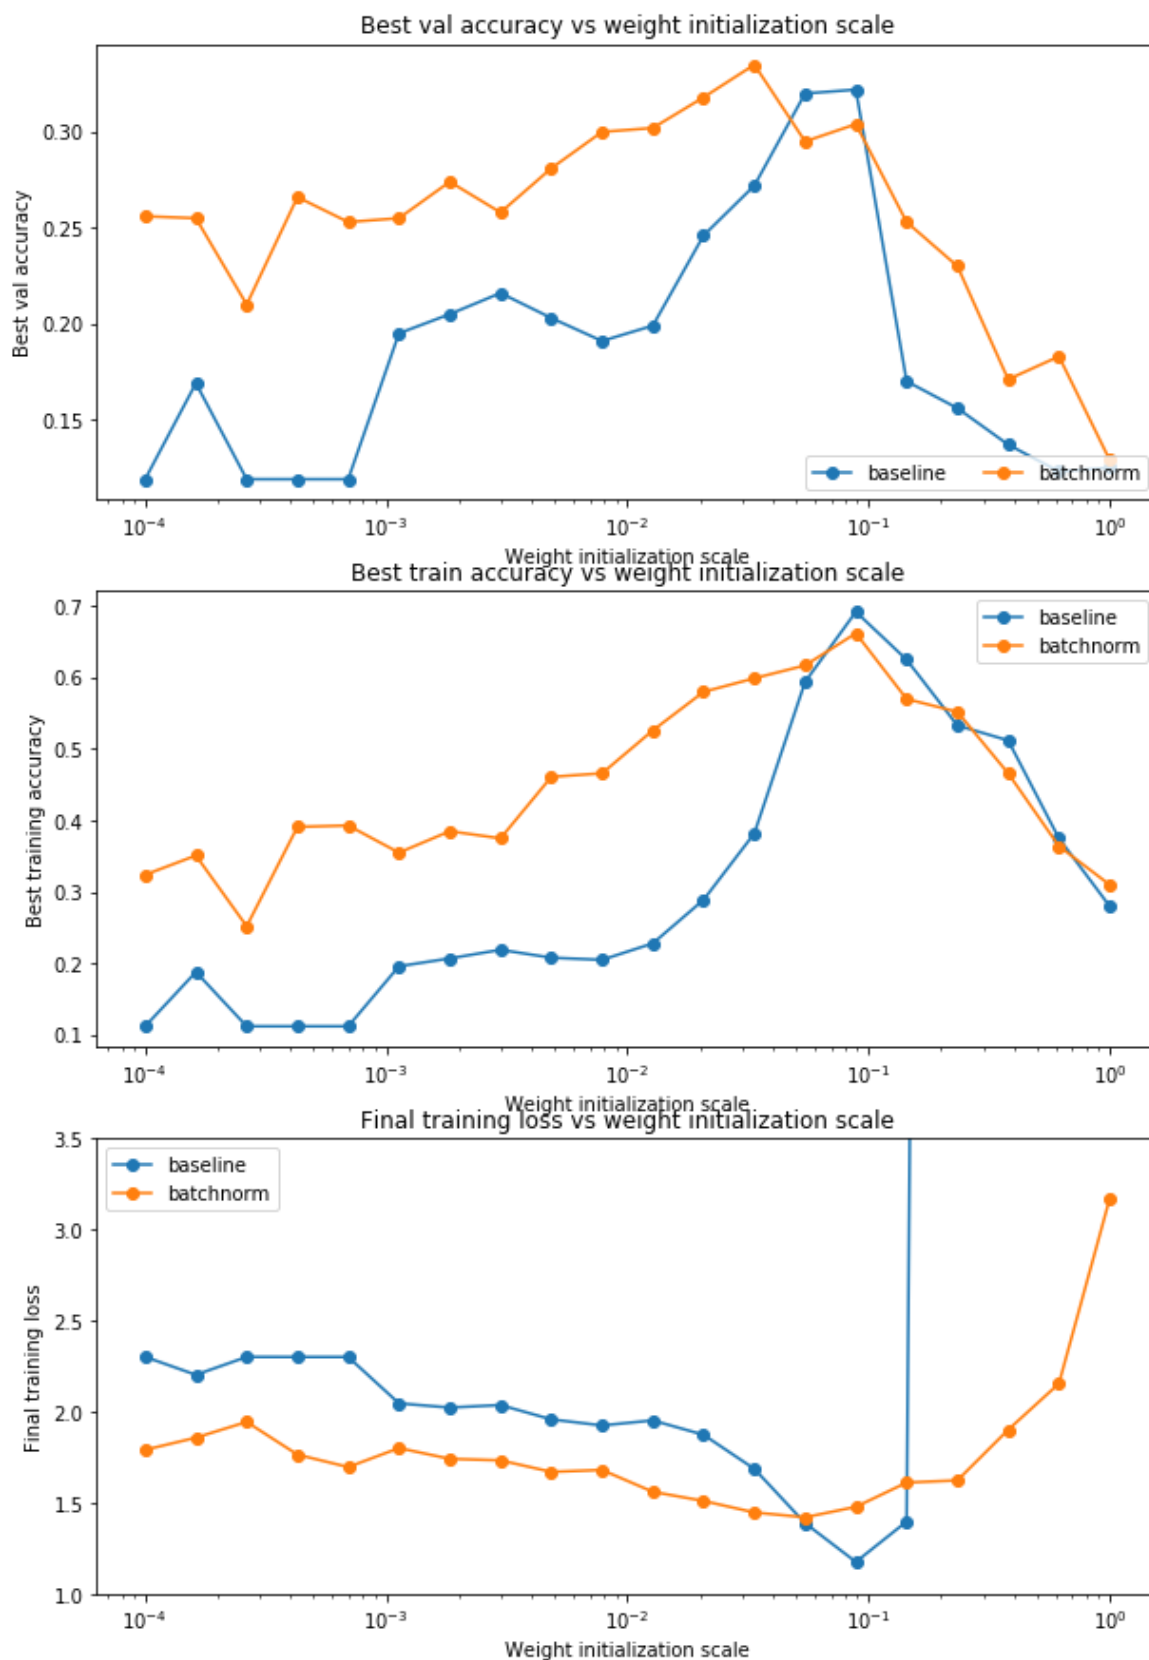 Best val accuracy vs weight initialization scale
Best val accuracy
0.30
0.25
0.20
0.15
baseline batchnorm
10⁻⁴ 10⁻³ 10⁻² 10⁻¹ 10⁰
Weight initialization scale
Best train accuracy vs weight initialization scale
Best training accuracy
0.7
0.6
0.5
0.4
0.3
0.2
0.1
baseline
batchnorm
10⁻⁴ 10⁻³ 10⁻² 10⁻¹ 10⁰
Weight initialization scale
Final training loss vs weight initialization scale
Final training loss
3.5
3.0
2.5
2.0
1.5
1.0
baseline
batchnorm
10⁻⁴ 10⁻³ 10⁻² 10⁻¹ 10⁰
Weight initialization scale